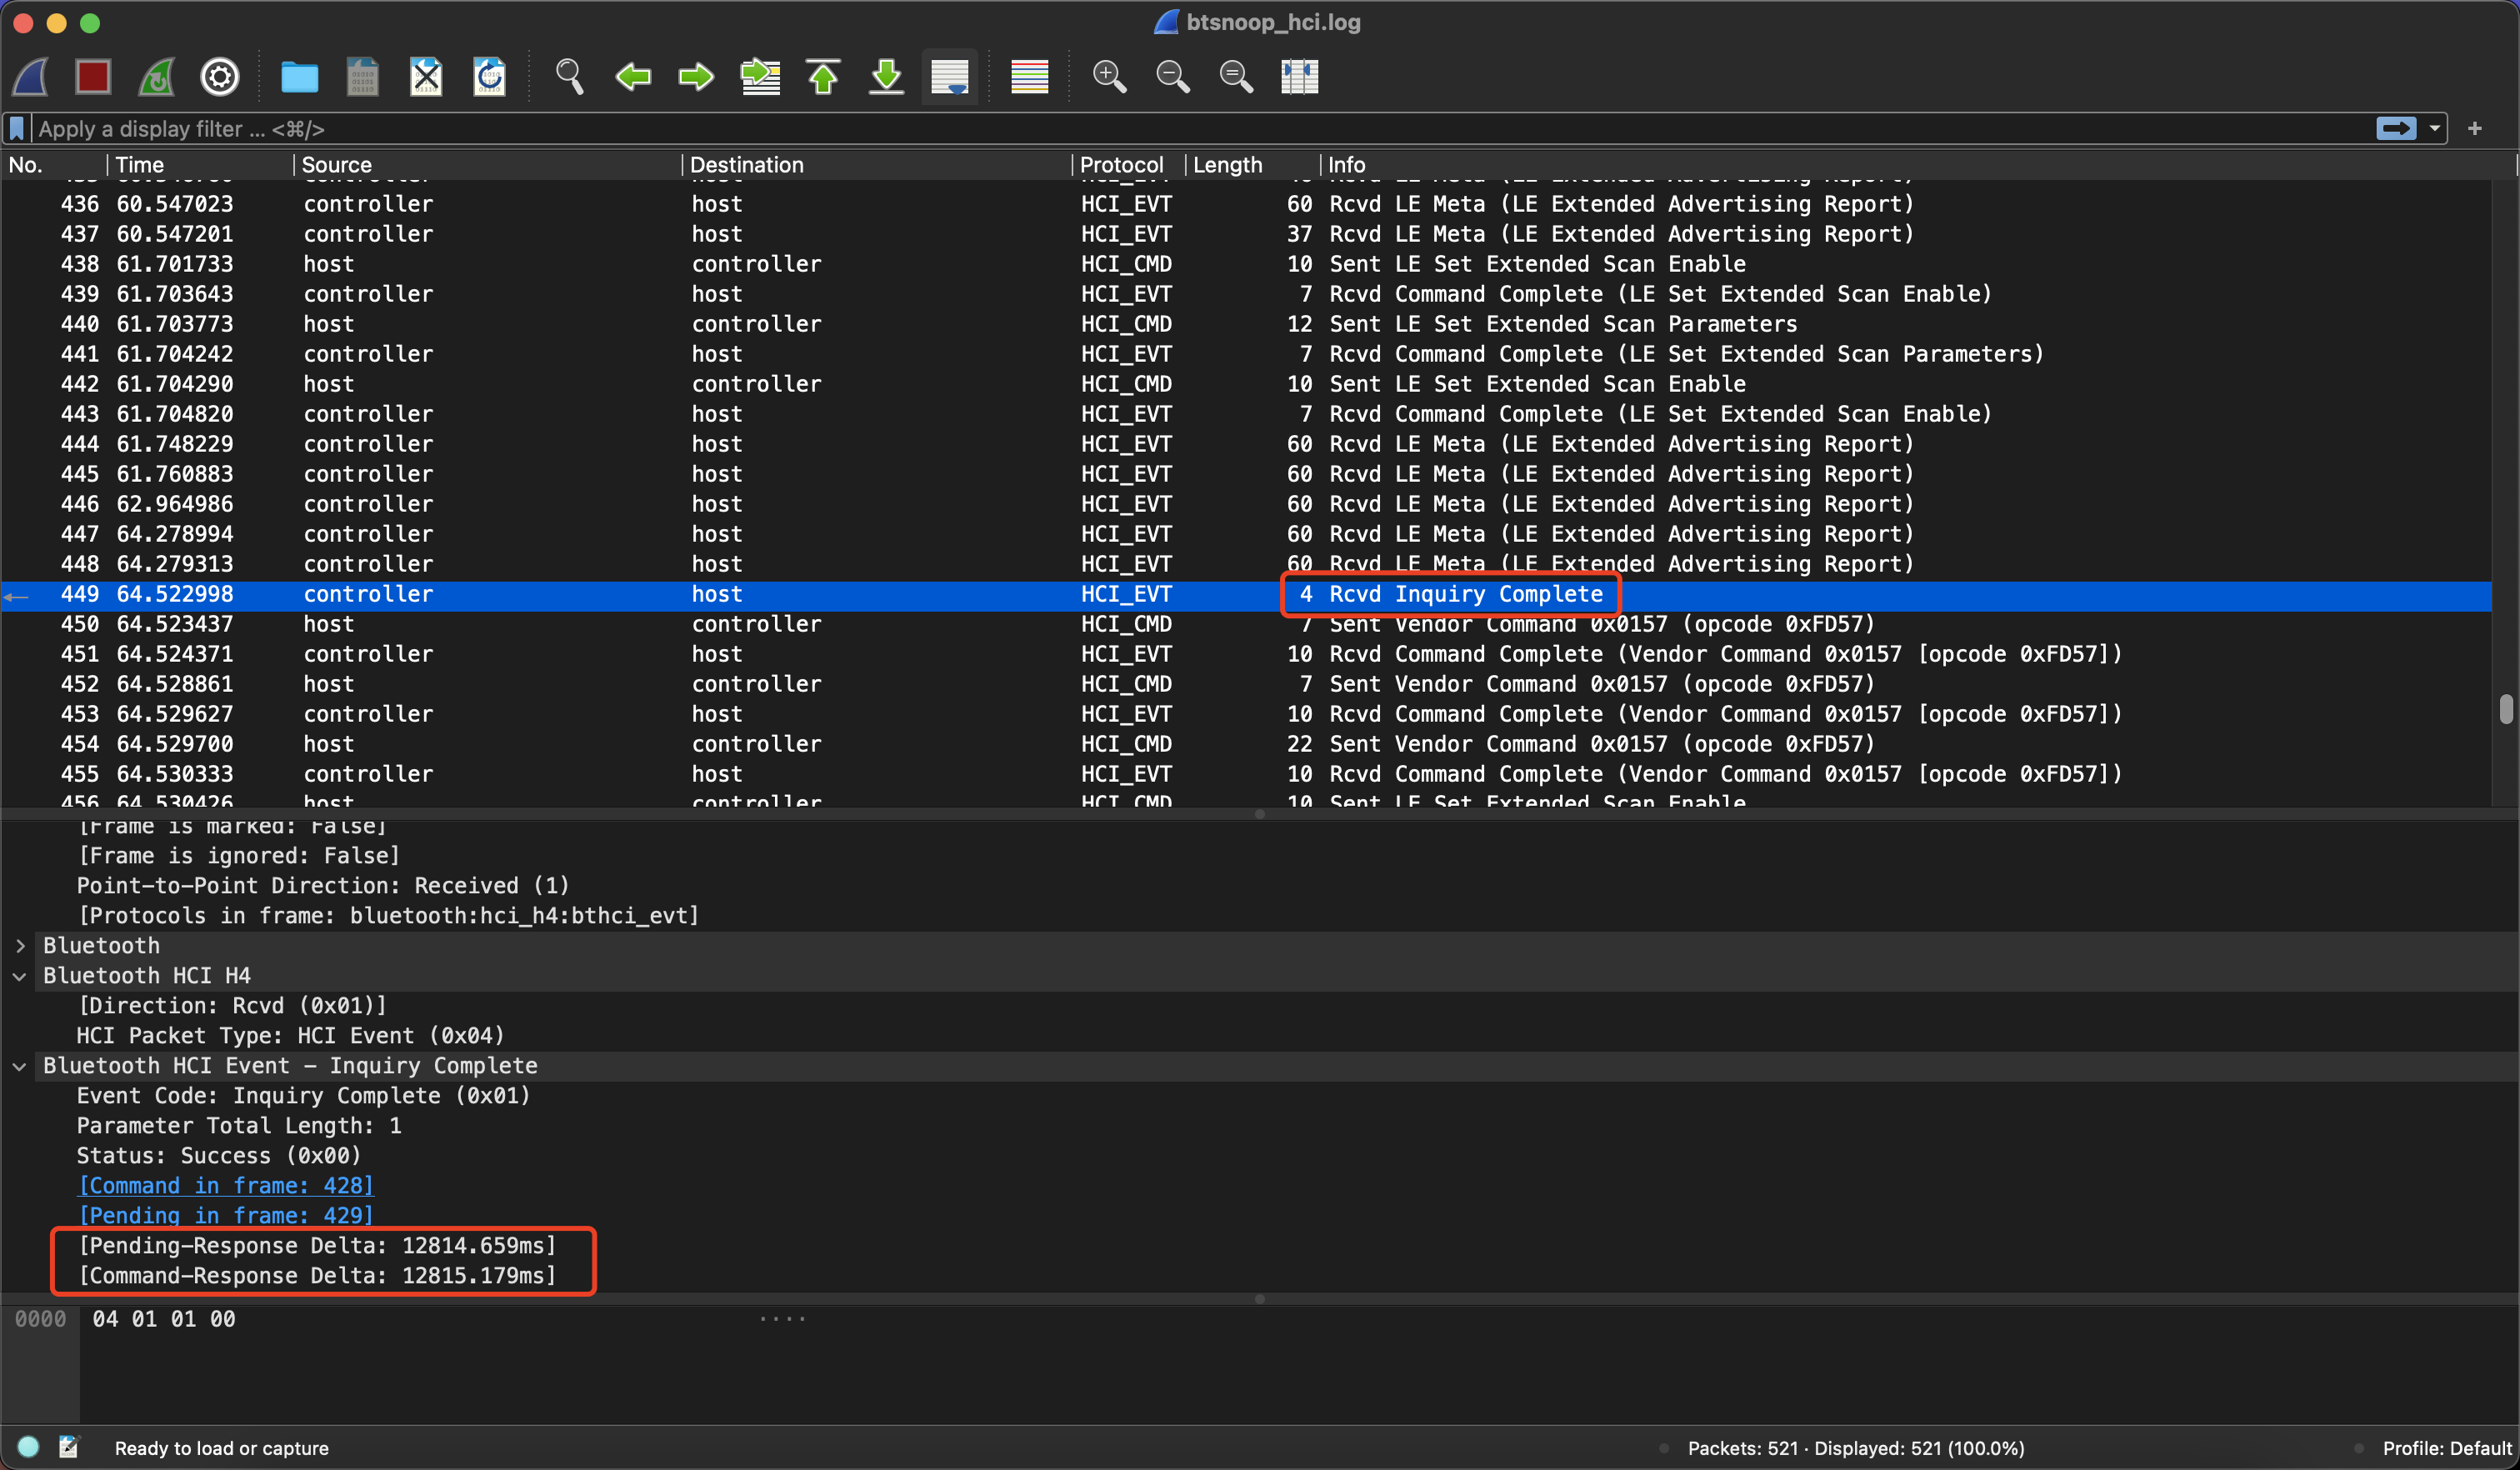 btsnoop_hci.log
Apply a display filter ... <⌘/>
No. Time Source Destination Protocol Length Info
436 60.547023 controller host HCI_EVT 60 Rcvd LE Meta (LE Extended Advertising Report)
437 60.547201 controller host HCI_EVT 37 Rcvd LE Meta (LE Extended Advertising Report)
438 61.701733 host controller HCI_CMD 10 Sent LE Set Extended Scan Enable
439 61.703643 controller host HCI_EVT 7 Rcvd Command Complete (LE Set Extended Scan Enable)
440 61.703773 host controller HCI_CMD 12 Sent LE Set Extended Scan Parameters
441 61.704242 controller host HCI_EVT 7 Rcvd Command Complete (LE Set Extended Scan Parameters)
442 61.704290 host controller HCI_CMD 10 Sent LE Set Extended Scan Enable
443 61.704820 controller host HCI_EVT 7 Rcvd Command Complete (LE Set Extended Scan Enable)
444 61.748229 controller host HCI_EVT 60 Rcvd LE Meta (LE Extended Advertising Report)
445 61.760883 controller host HCI_EVT 60 Rcvd LE Meta (LE Extended Advertising Report)
446 62.964986 controller host HCI_EVT 60 Rcvd LE Meta (LE Extended Advertising Report)
447 64.278994 controller host HCI_EVT 60 Rcvd LE Meta (LE Extended Advertising Report)
448 64.279313 controller host HCI_EVT 60 Rcvd LE Meta (LE Extended Advertising Report)
449 64.522998 controller host HCI_EVT 4 Rcvd Inquiry Complete
450 64.523437 host controller HCI_CMD 7 Sent Vendor Command 0x0157 (opcode 0xFD57)
451 64.524371 controller host HCI_EVT 10 Rcvd Command Complete (Vendor Command 0x0157 [opcode 0xFD57])
452 64.528861 host controller HCI_CMD 7 Sent Vendor Command 0x0157 (opcode 0xFD57)
453 64.529627 controller host HCI_EVT 10 Rcvd Command Complete (Vendor Command 0x0157 [opcode 0xFD57])
454 64.529700 host controller HCI_CMD 22 Sent Vendor Command 0x0157 (opcode 0xFD57)
455 64.530333 controller host HCI_EVT 10 Rcvd Command Complete (Vendor Command 0x0157 [opcode 0xFD57])
456 64.530426 host controller HCI_CMD 10 Sent LE Set Extended Scan Enable
[Frame is marked: False]
[Frame is ignored: False]
Point-to-Point Direction: Received (1)
[Protocols in frame: bluetooth:hci_h4:bthci_evt]
Bluetooth
Bluetooth HCI H4
[Direction: Rcvd (0x01)]
HCI Packet Type: HCI Event (0x04)
Bluetooth HCI Event – Inquiry Complete
Event Code: Inquiry Complete (0x01)
Parameter Total Length: 1
Status: Success (0x00)
[Command in frame: 428]
[Pending in frame: 429]
[Pending-Response Delta: 12814.659ms]
[Command-Response Delta: 12815.179ms]
0000 04 01 01 00 ····
Ready to load or capture Packets: 521 · Displayed: 521 (100.0%) Profile: Default